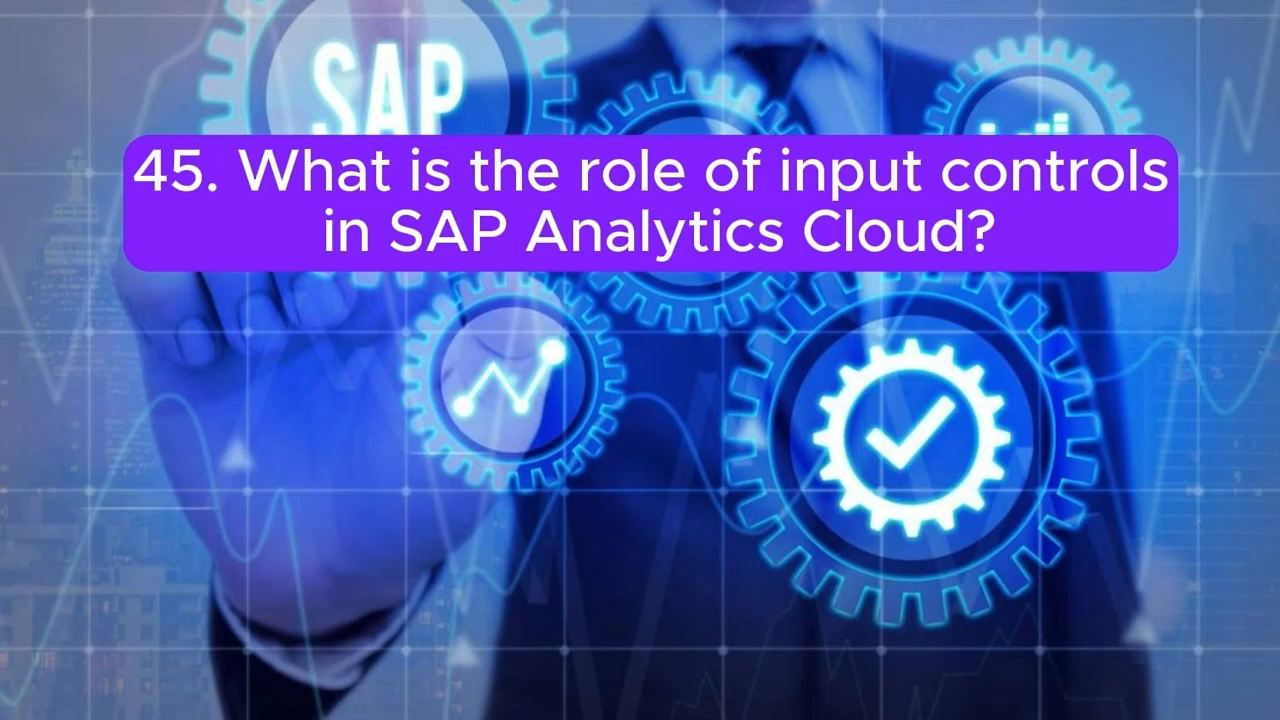 SAP
45. What is the role of input controls
in SAP Analytics Cloud?